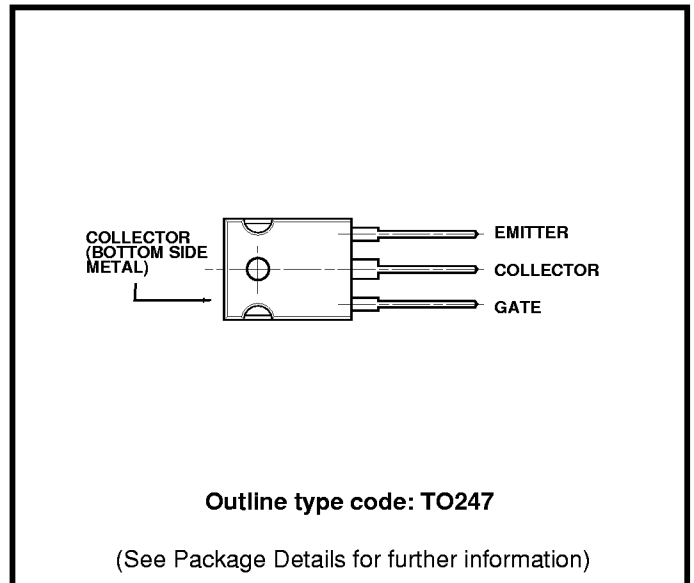 COLLECTOR
(BOTTOM SIDE
METAL)
EMITTER
COLLECTOR
GATE
Outline type code: TO247
(See Package Details for further information)